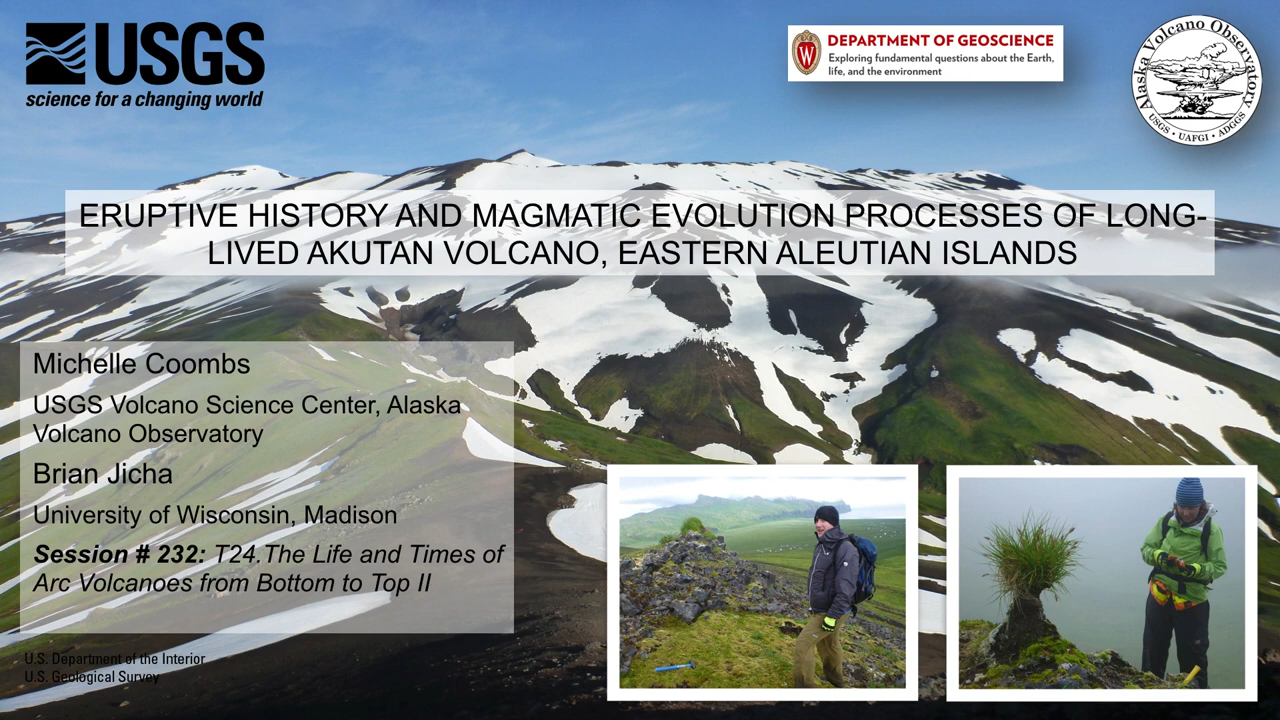 USGS
science for a changing world
W
DEPARTMENT OF GEOSCIENCE
Exploring fundamental questions about the Earth,
life, and the environment
Alaska Volcano Observatory
USGS • UAFGI • ADGGS
ERUPTIVE HISTORY AND MAGMATIC EVOLUTION PROCESSES OF LONG-
LIVED AKUTAN VOLCANO, EASTERN ALEUTIAN ISLANDS
Michelle Coombs
USGS Volcano Science Center, Alaska
Volcano Observatory
Brian Jicha
University of Wisconsin, Madison
Session # 232: T24.The Life and Times of
Arc Volcanoes from Bottom to Top II
U.S. Department of the Interior
U.S. Geological Survey